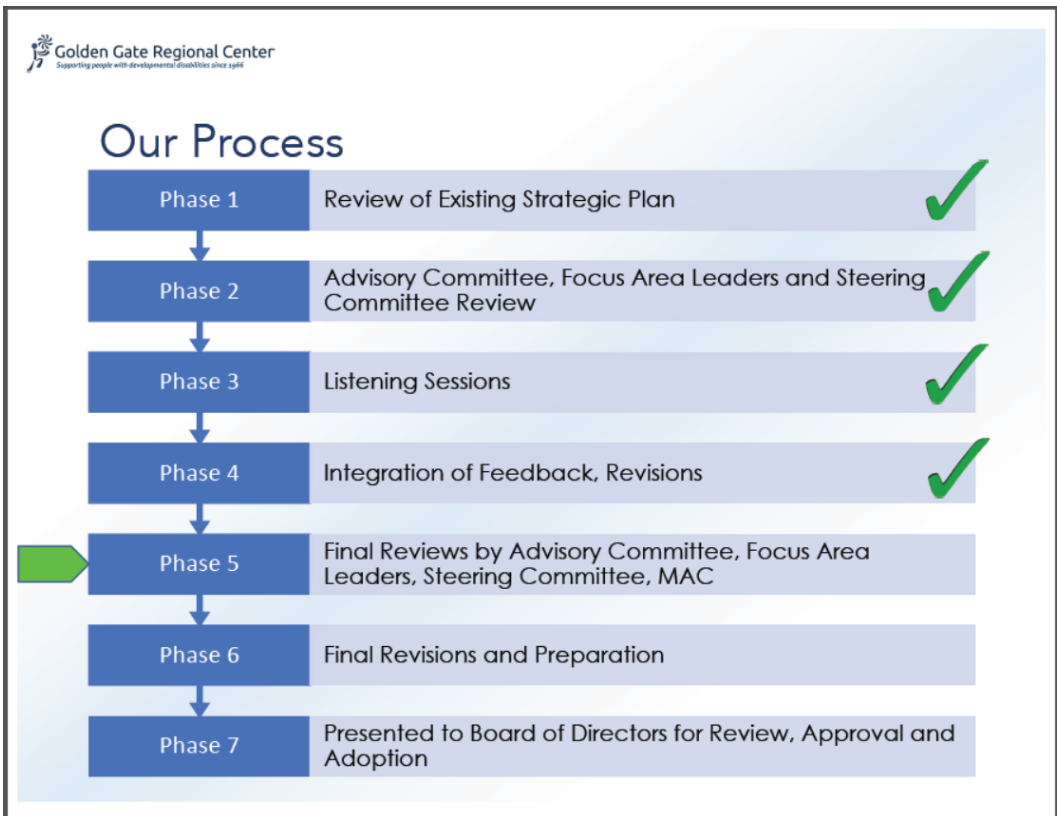 Golden Gate Regional Center
Supporting people with developmental disabilities since 1966
Our Process
Phase 1
Review of Existing Strategic Plan
Phase 2
Advisory Committee, Focus Area Leaders and Steering
Committee Review
Phase 3
Listening Sessions
Phase 4
Integration of Feedback, Revisions
Phase 5
Final Reviews by Advisory Committee, Focus Area
Leaders, Steering Committee, MAC
Phase 6
Final Revisions and Preparation
Phase 7
Presented to Board of Directors for Review, Approval and
Adoption